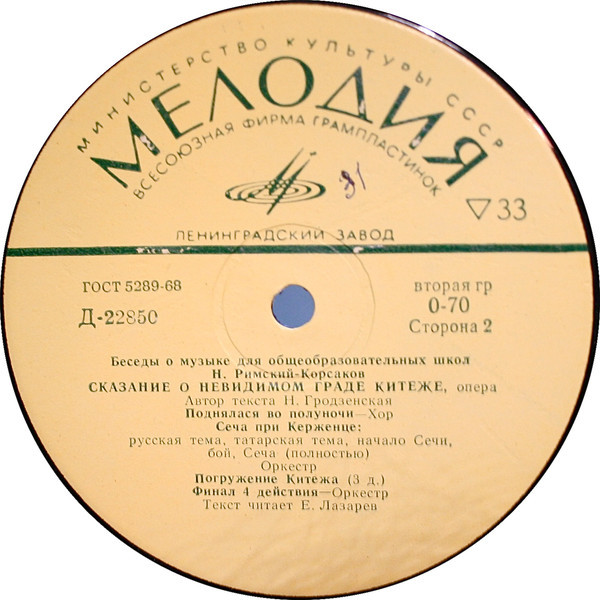 МИНИСТЕРСТВО КУЛЬТУРЫ СССР
МЕЛОДИЯ
ВСЕСОЮЗНАЯ ФИРМА ГРАМПЛАСТИНОК
31
▽33
ЛЕНИНГРАДСКИЙ ЗАВОД
ГОСТ 5289-68
Д-22850
вторая гр
0-70
Сторона 2
Беседы о музыке для общеобразовательных школ
Н. Римский-Корсаков
СКАЗАНИЕ О НЕВИДИМОМ ГРАДЕ КИТЕЖЕ, опера
Автор текста Н. Гродзенская
Поднялася во полуночи—Хор
Сеча при Керженце:
русская тема, татарская тема, начало Сечи,
бой, Сеча (полностью)
Оркестр
Погружение Китежа (3 д.)
Финал 4 действия—Оркестр
Текст читает Е. Лазарев